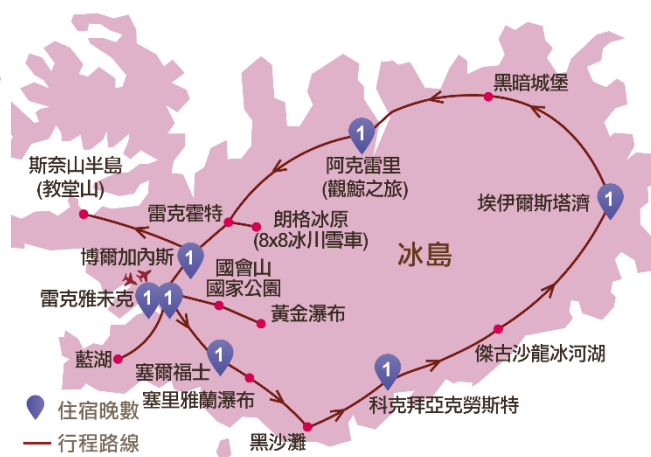 黑暗城堡
1
阿克雷里
(觀鯨之旅)
斯奈山半島
(教堂山)
1
埃伊爾斯塔濟
雷克霍特
朗格冰原
(8x8冰川雪車)
冰島
博爾加內斯
1
國會山
國家公園
雷克雅未克
1
1
黃金瀑布
藍湖
傑古沙龍冰河湖
塞爾福士
1
塞里雅蘭瀑布
1
科克拜亞克勞斯特
黑沙灘
住宿晚數
行程路線